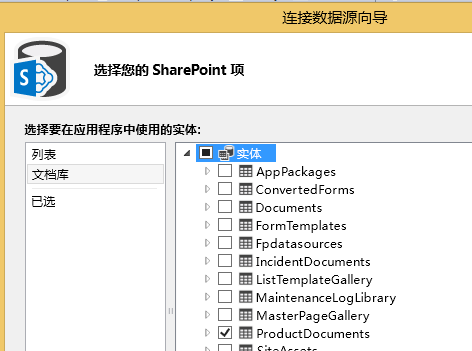 连接数据源向导
选择您的 SharePoint 项
选择要在应用程序中使用的实体:
列表
文档库
已选
实体
AppPackages
ConvertedForms
Documents
FormTemplates
Fpdatasources
IncidentDocuments
ListTemplateGallery
MaintenanceLogLibrary
MasterPageGallery
ProductDocuments
SiteAssets